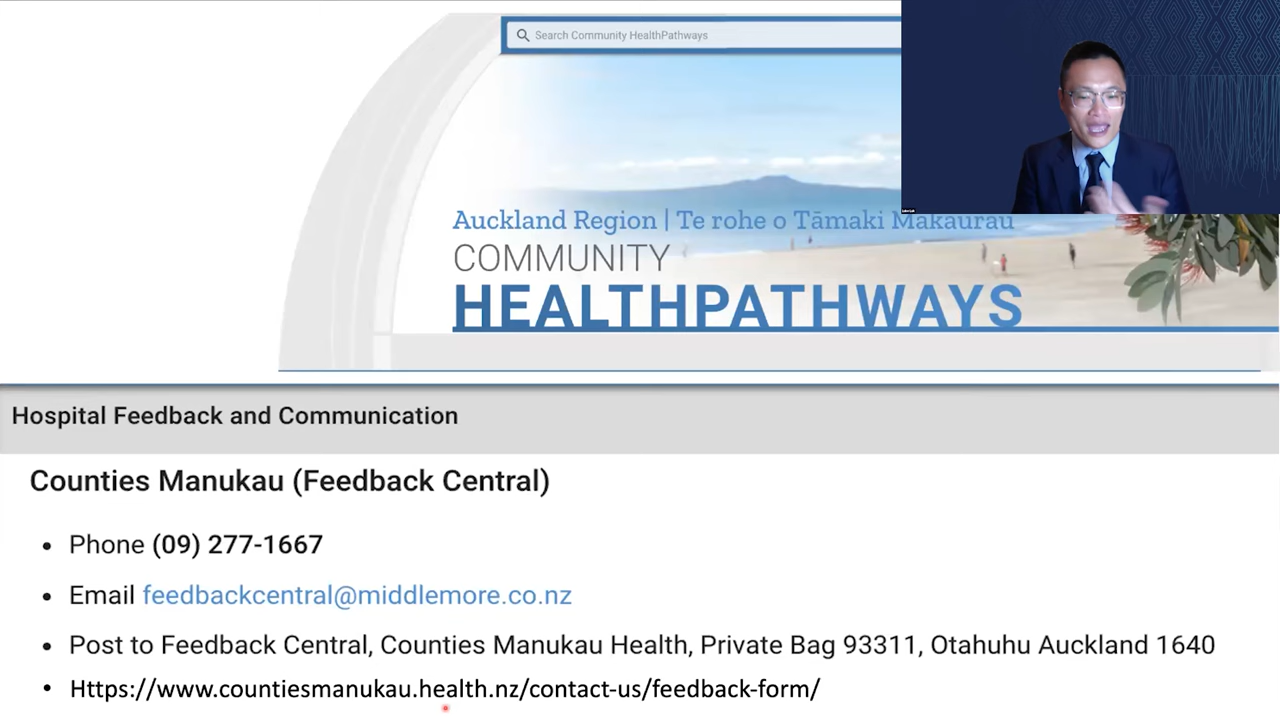 Search Community HealthPathways
Auckland Region | Te rohe o Tāmaki Makaurau
COMMUNITY
HEALTHPATHWAYS
Hospital Feedback and Communication
Counties Manukau (Feedback Central)
• Phone (09) 277-1667
• Email feedbackcentral@middlemore.co.nz
• Post to Feedback Central, Counties Manukau Health, Private Bag 93311, Otahuhu Auckland 1640
• Https://www.countiesmanukau.health.nz/contact-us/feedback-form/